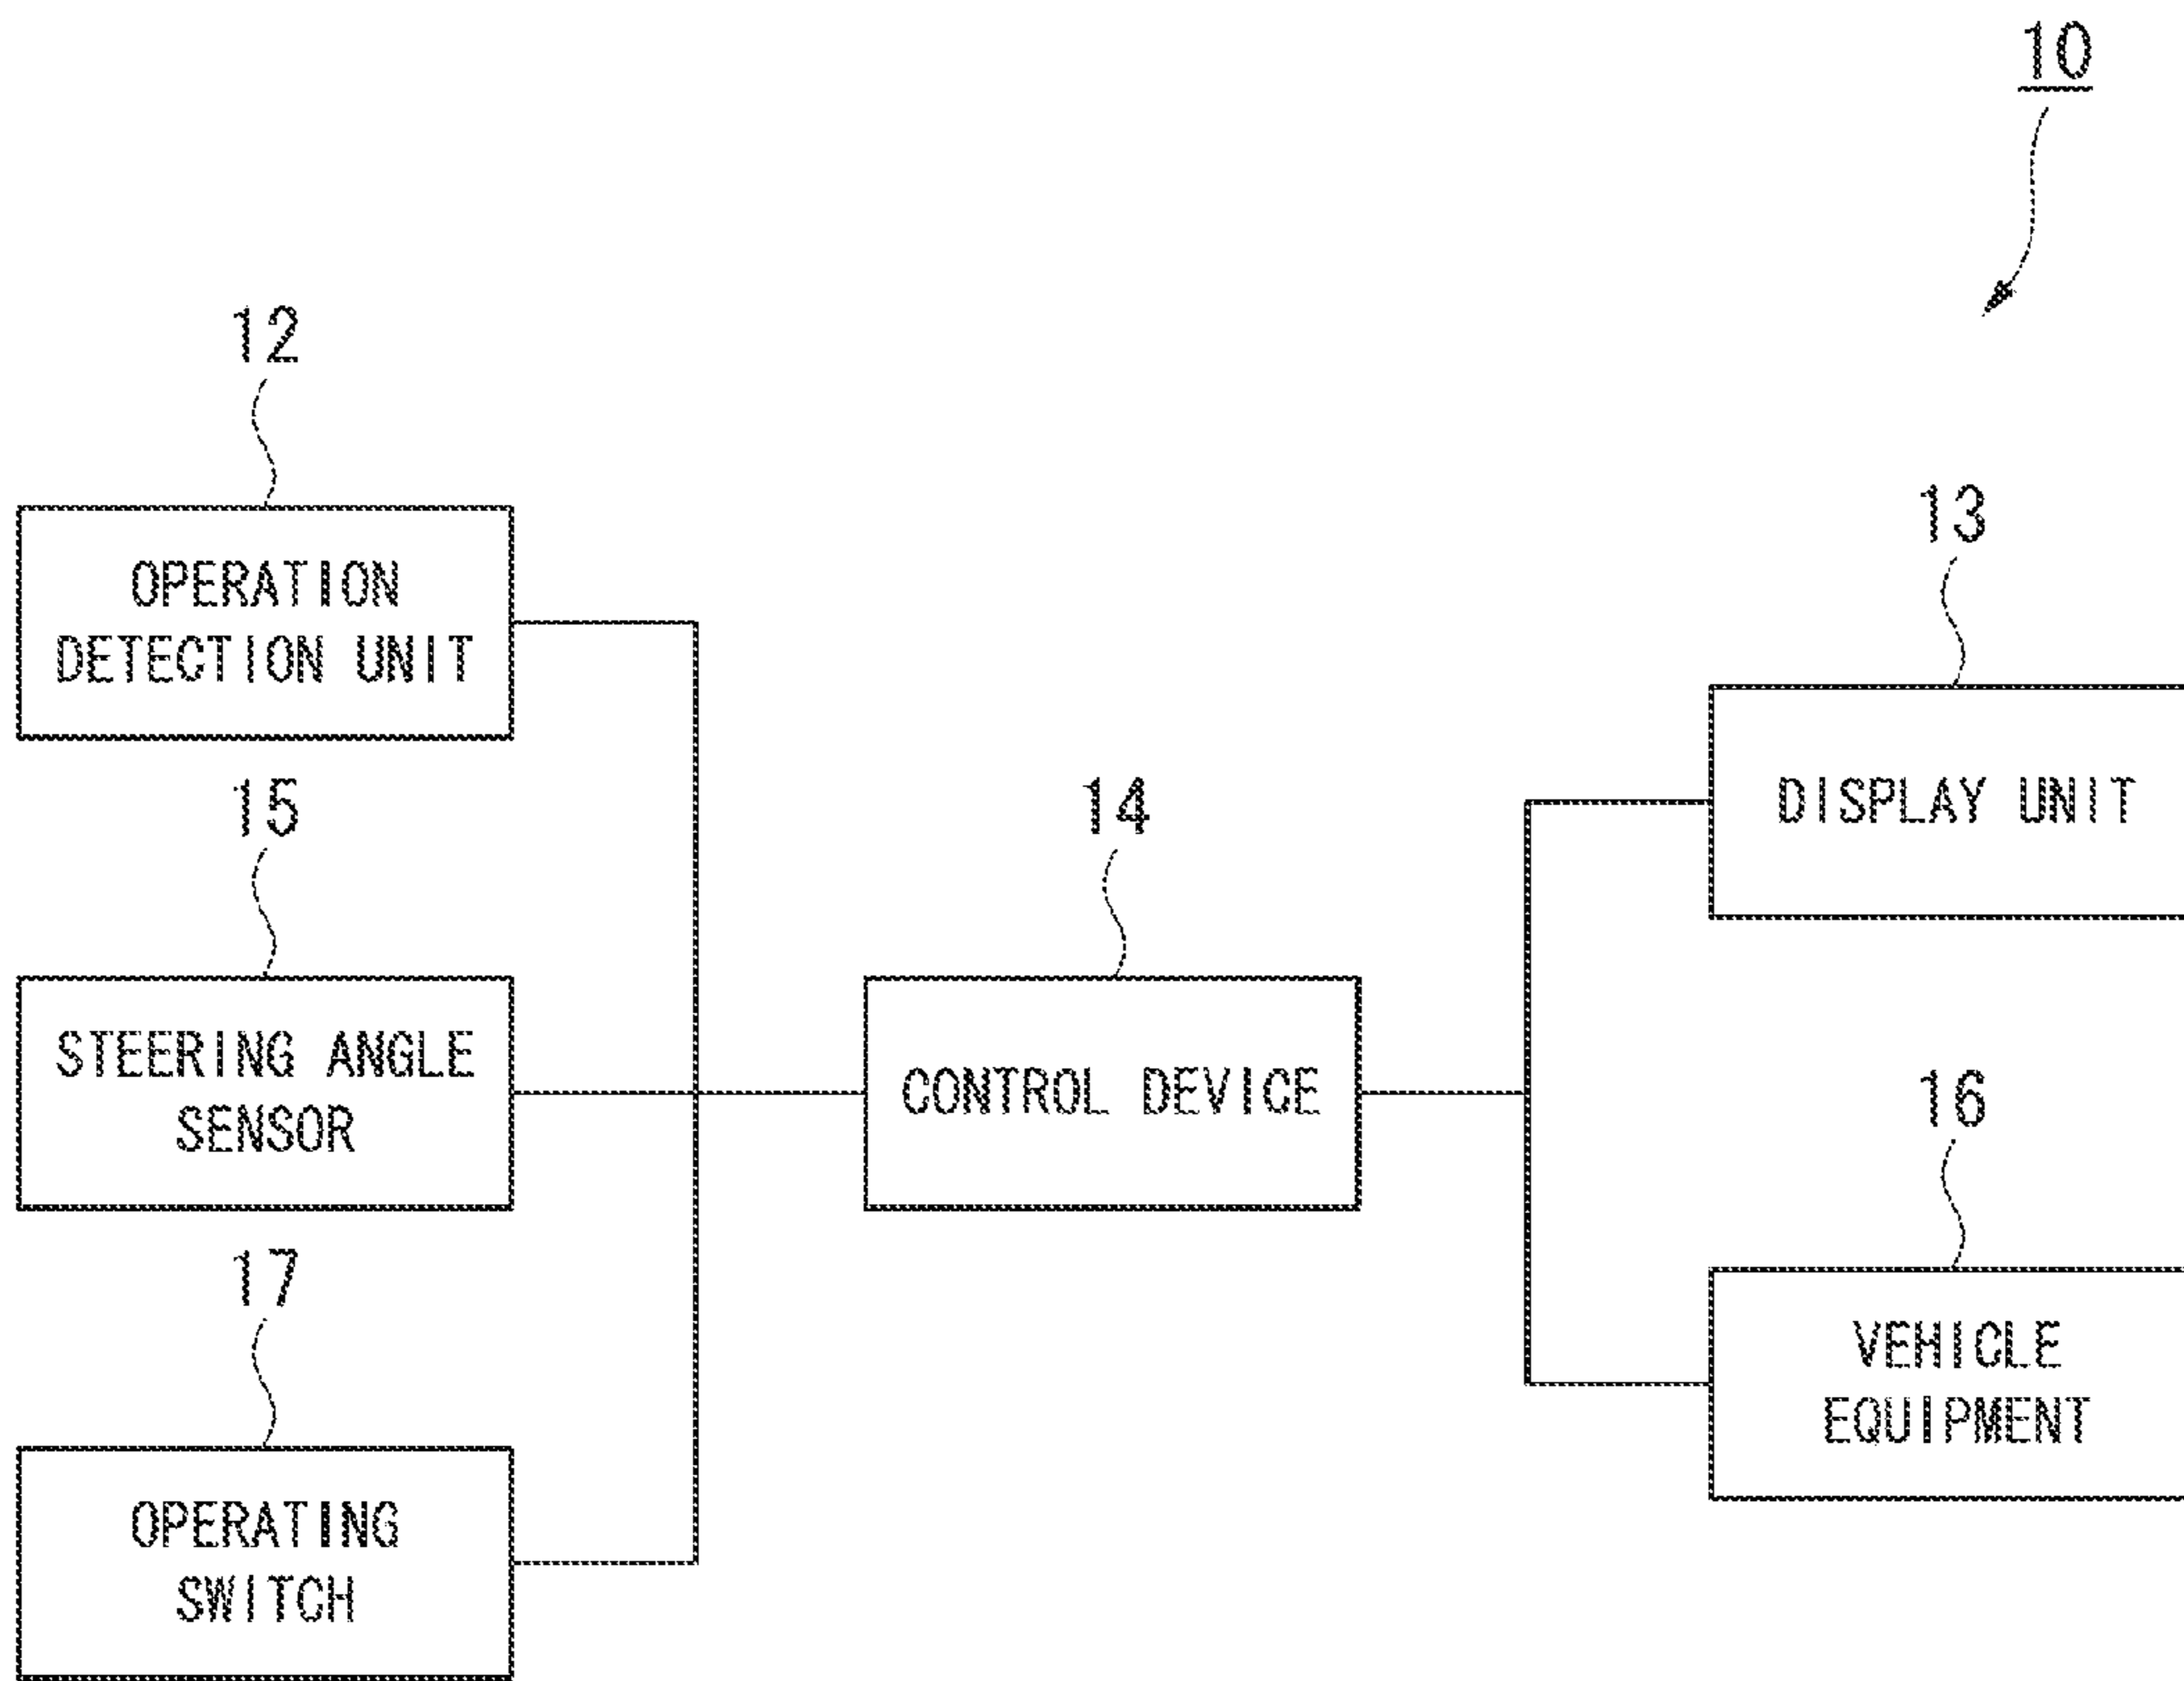 10
12
OPERATION
DETECTION UNIT
13
DISPLAY UNIT
15
STEERING ANGLE
SENSOR
14
CONTROL DEVICE
16
VEHICLE
EQUIPMENT
17
OPERATING
SWITCH